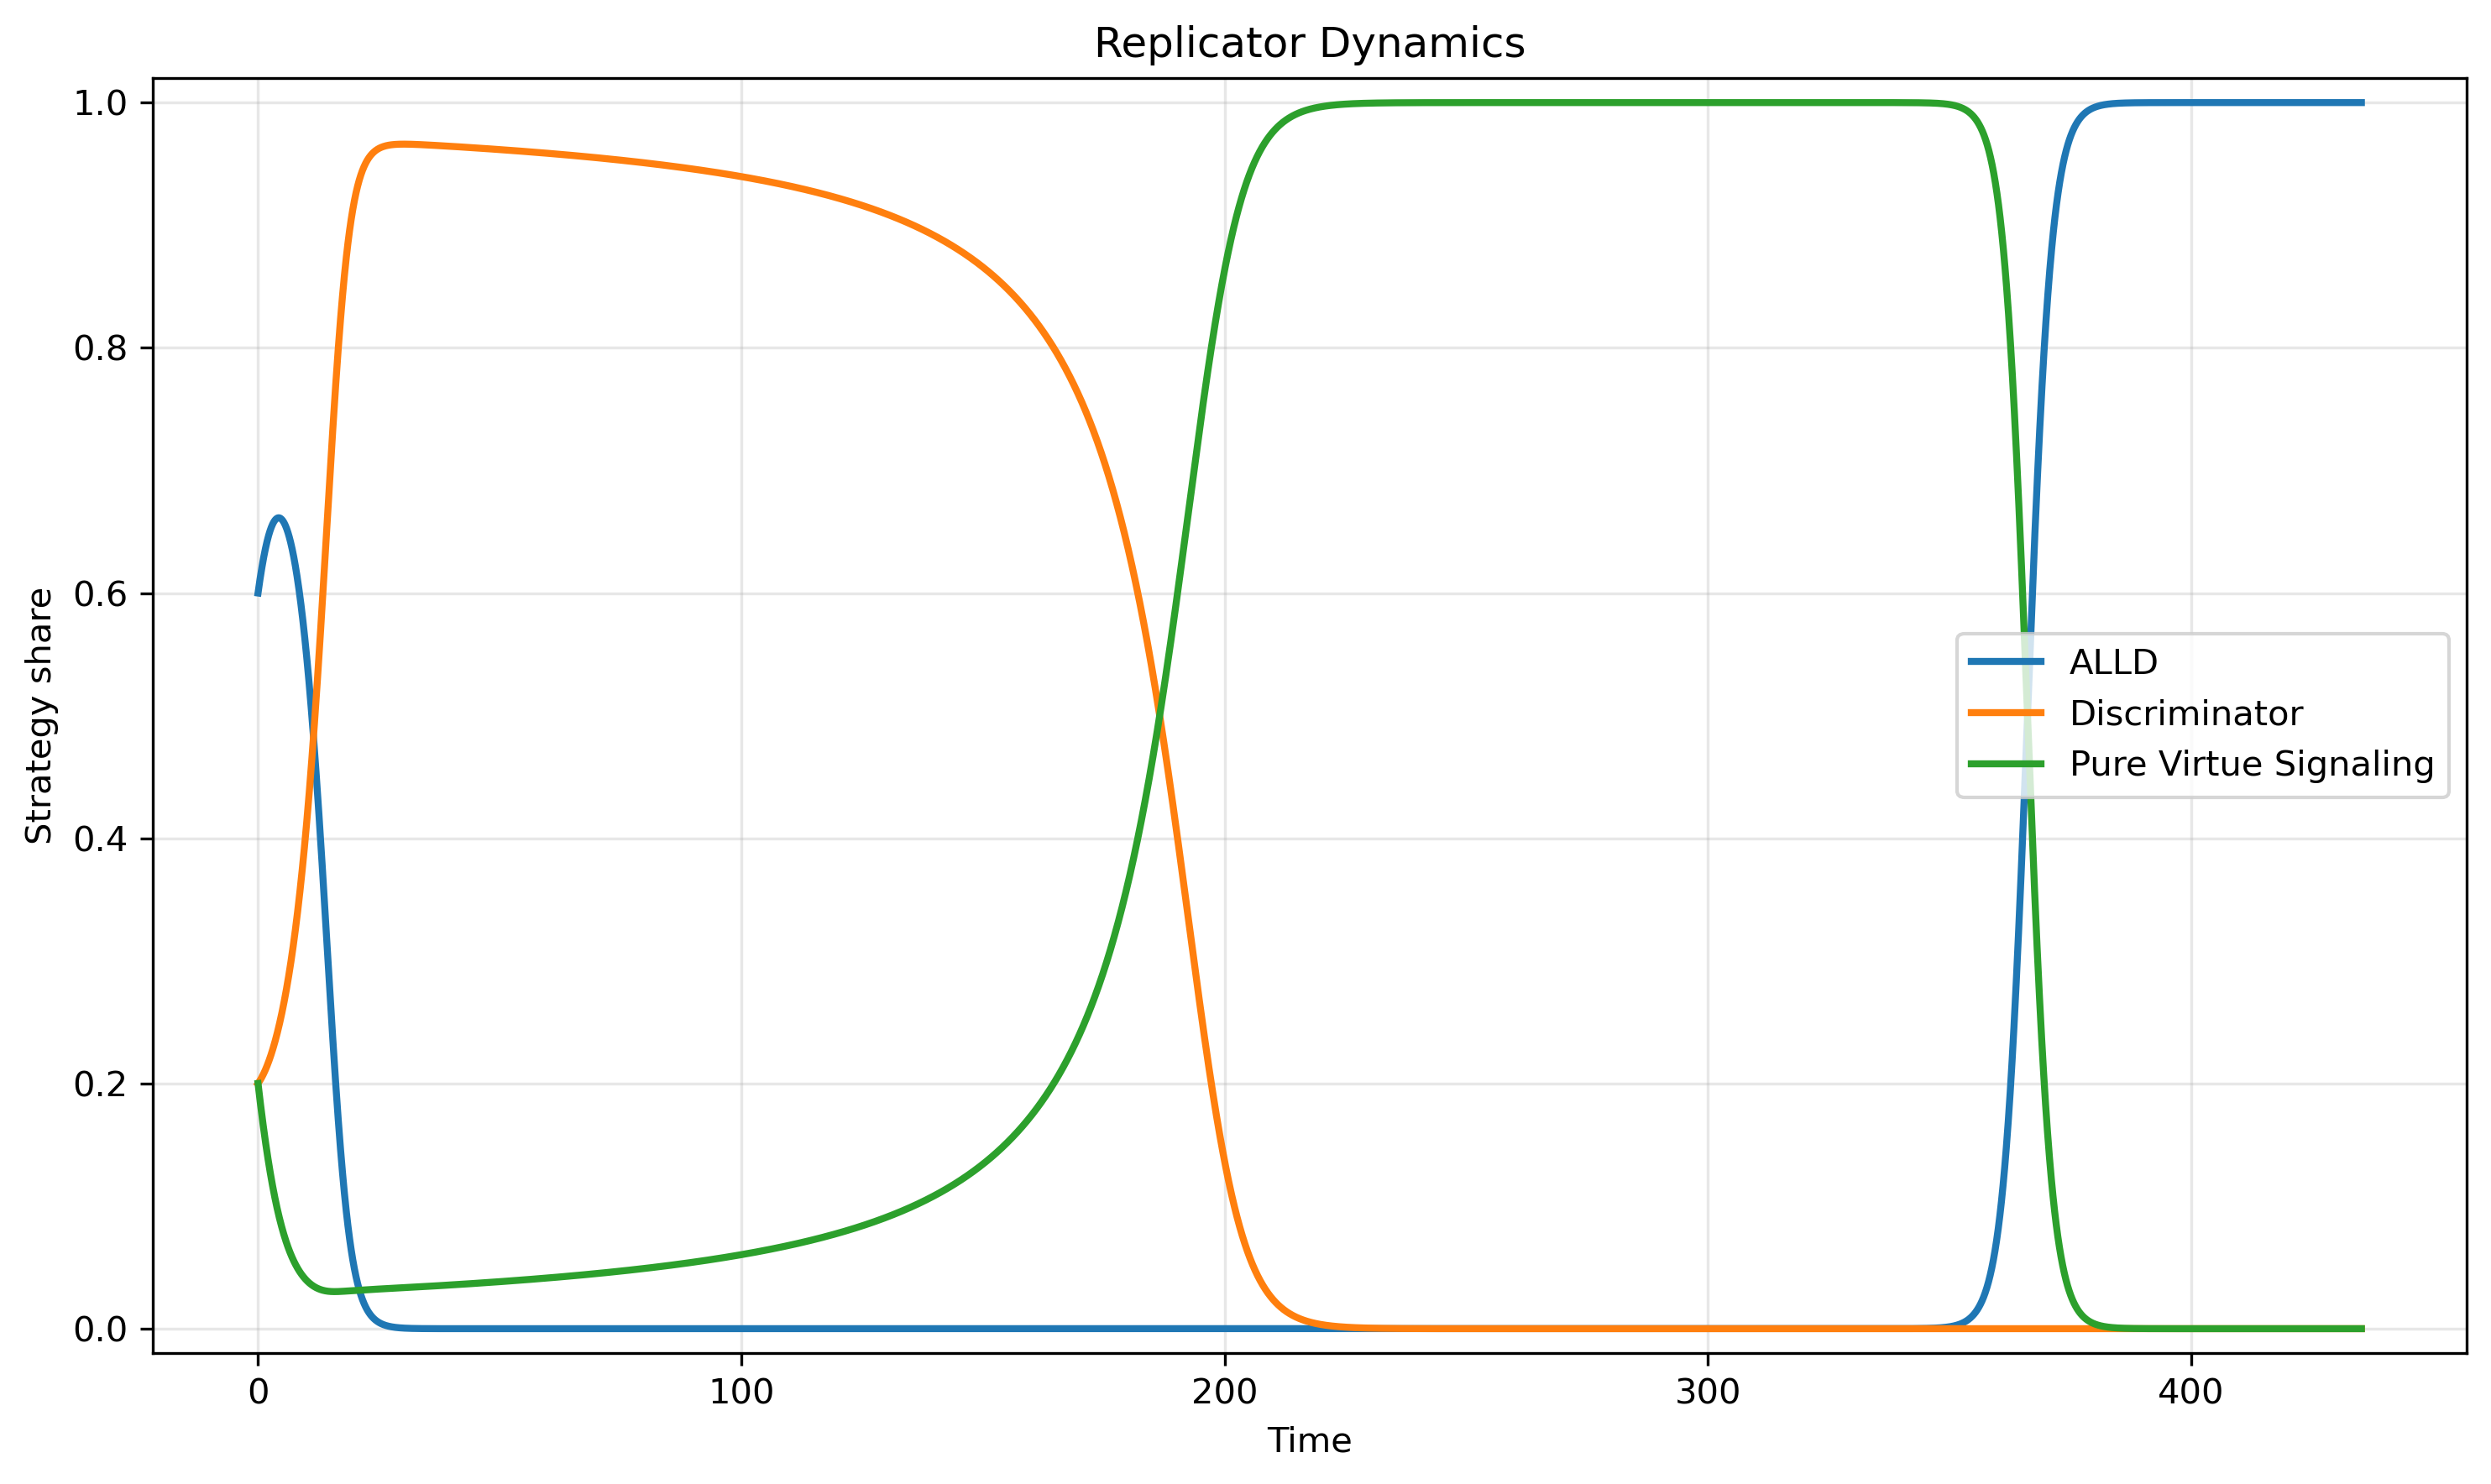 Replicator Dynamics
Strategy share
1.0
0.8
0.6
0.4
0.2
0.0
ALLD
Discriminator
Pure Virtue Signaling
0 100 200 300 400
Time